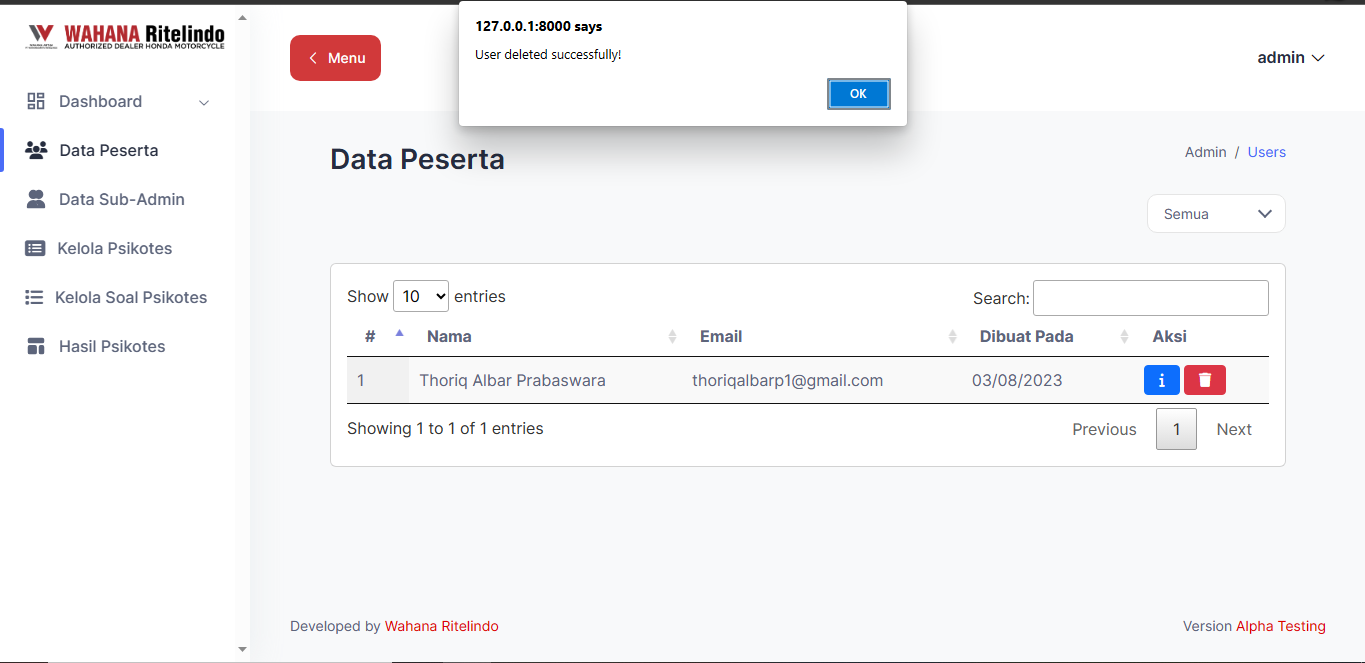 WAHANA Ritelindo
AUTHORIZED DEALER HONDA MOTORCYCLE
Dashboard
Data Peserta
Data Sub-Admin
Kelola Psikotes
Kelola Soal Psikotes
Hasil Psikotes
Menu
127.0.0.1:8000 says
User deleted successfully!
OK
admin
Data Peserta
Admin / Users
Semua
Show 10 entries
Search:
# Nama Email Dibuat Pada Aksi
1 Thoriq Albar Prabaswara thoriqalbarp1@gmail.com 03/08/2023
Showing 1 to 1 of 1 entries
Previous 1 Next
Developed by Wahana Ritelindo
Version Alpha Testing